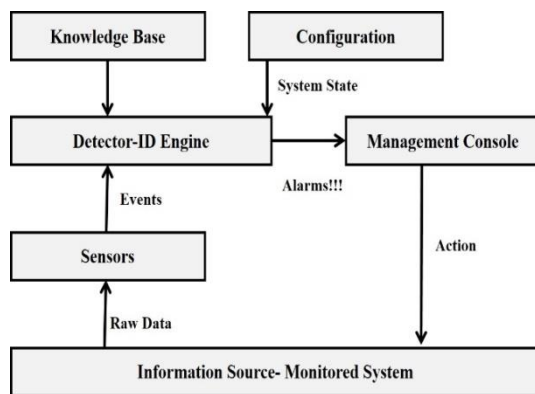 Knowledge Base
Configuration
System State
Detector-ID Engine
Management Console
Alarms!!!
Events
Action
Sensors
Raw Data
Information Source- Monitored System